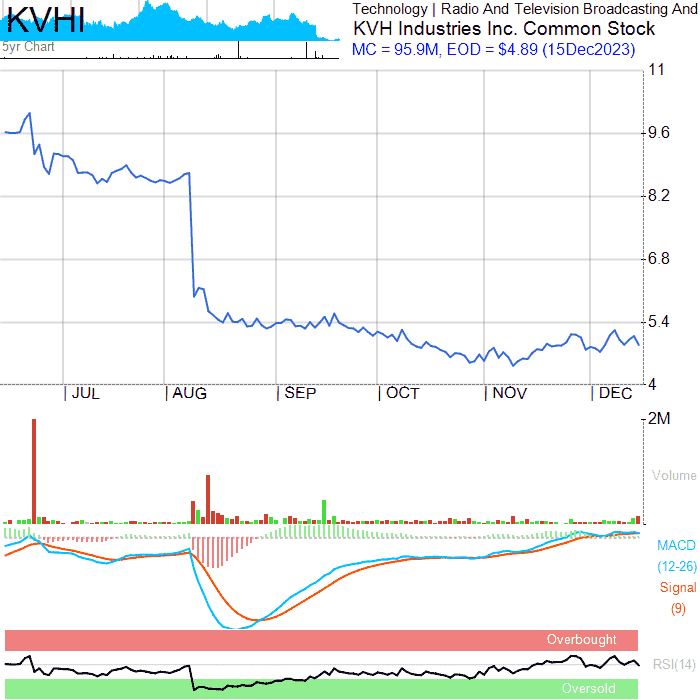 KVHI
5yr Chart
Technology | Radio And Television Broadcasting And
KVH Industries Inc. Common Stock
MC = 95.9M, EOD = $4.89 (15Dec2023)
11
9.6
8.2
6.8
5.4
4
JUL
AUG
SEP
OCT
NOV
DEC
2M
Volume
MACD
(12-26)
Signal
(9)
Overbought
RSI(14)
Oversold